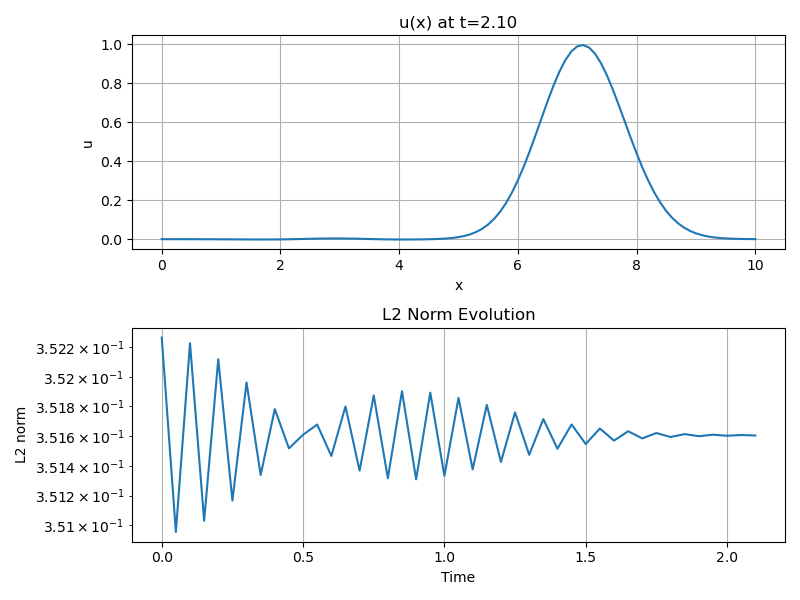 u(x) at t=2.10
1.0
0.8
0.6
0.4
0.2
0.0
u
0 2 4 6 8 10
x
L2 Norm Evolution
3.522 × 10⁻¹
3.52 × 10⁻¹
3.518 × 10⁻¹
3.516 × 10⁻¹
3.514 × 10⁻¹
3.512 × 10⁻¹
3.51 × 10⁻¹
L2 norm
0.0 0.5 1.0 1.5 2.0
Time